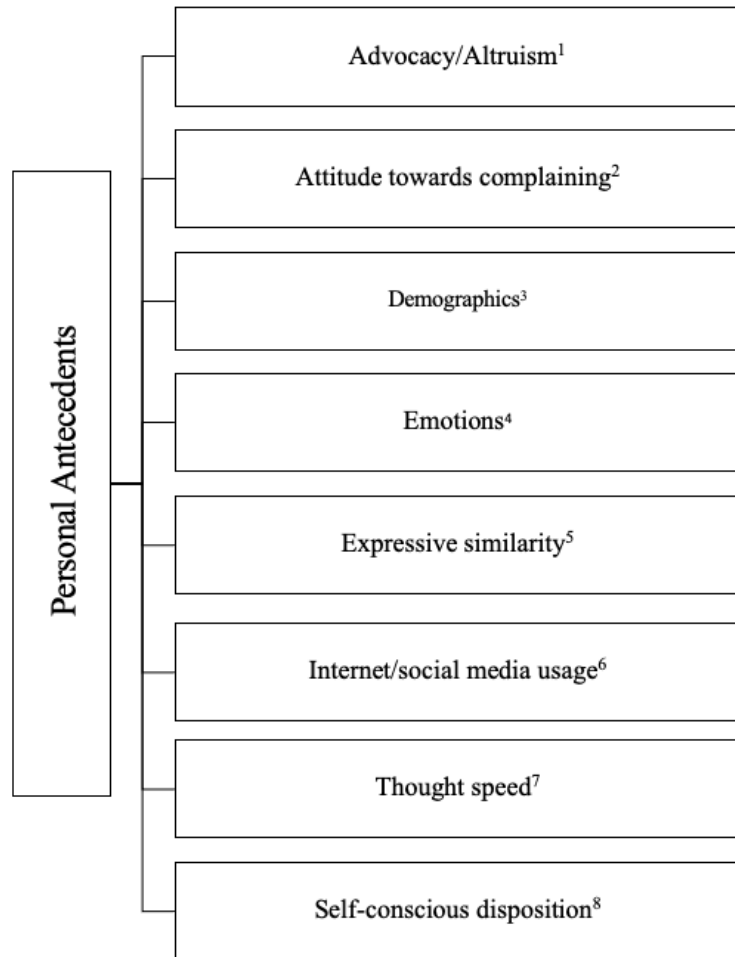 Personal Antecedents
Advocacy/Altruism¹
Attitude towards complaining²
Demographics³
Emotions⁴
Expressive similarity⁵
Internet/social media usage⁶
Thought speed⁷
Self-conscious disposition⁸